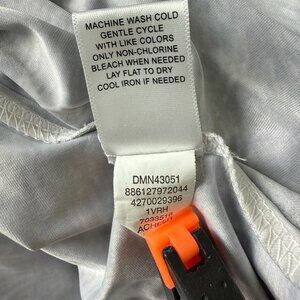 MACHINE WASH COLD
GENTLE CYCLE
WITH LIKE COLORS
ONLY NON-CHLORINE
BLEACH WHEN NEEDED
LAY FLAT TO DRY
COOL IRON IF NEEDED
DMN43051
886127972044
4270029396
1VRH